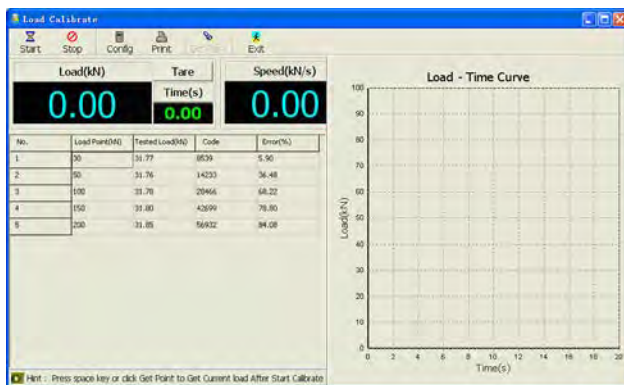 Load Calibrate
Start Stop Config Print Get Point Exit
Load(kN) Tare Speed(kN/s)
0.00 Time(s) 0.00
0.00
No. Load Point(kN) Tested Load(kN) Code Error(%)
1 30 31.77 8539 5.90
2 50 31.76 14233 36.48
3 100 31.78 28466 68.22
4 150 31.80 42699 78.80
5 200 31.85 56932 84.08
Hint : Press space key or click Get Point to Get Current load After Start Calibrate
Load - Time Curve
100
90
80
70
60
50
40
30
20
10
0
Load(kN)
0 2 4 6 8 10 12 14 16 18 20
Time(s)